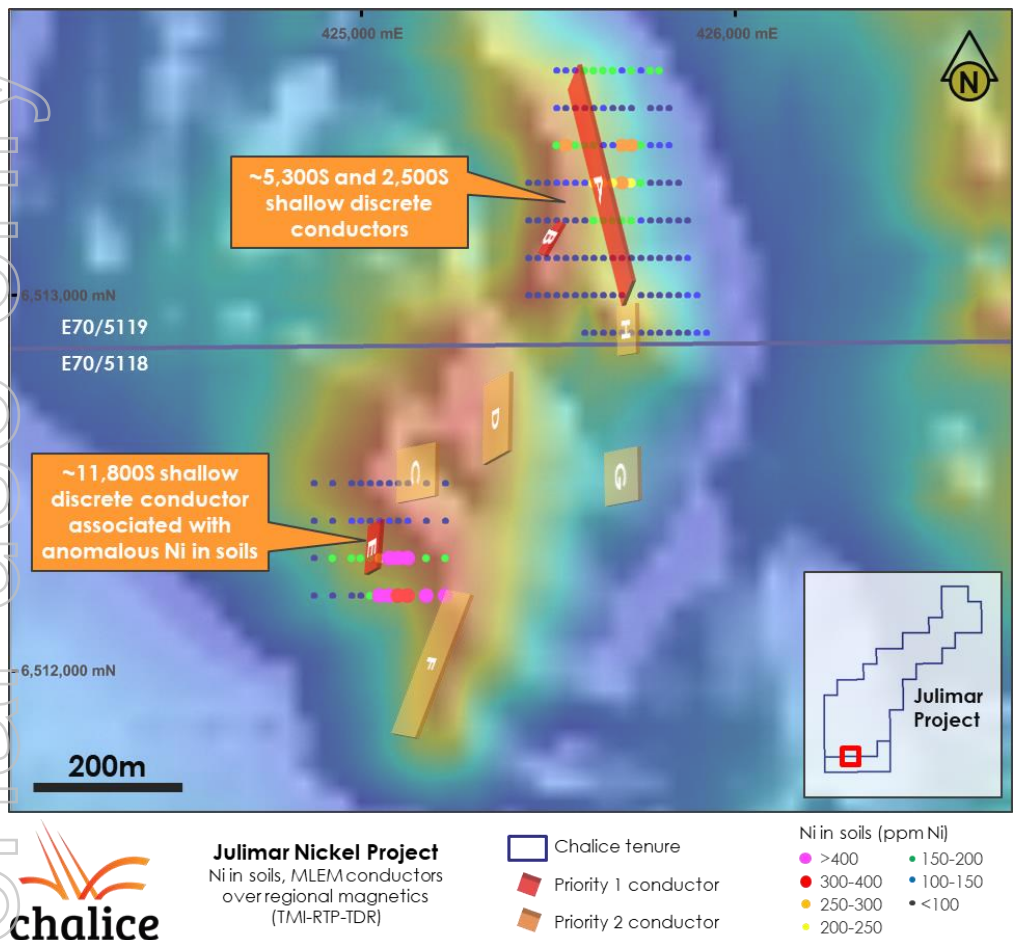 425,000 mE
426,000 mE
N
~5,300S and 2,500S
shallow discrete
conductors
A
B
6,513,000 mN
H
E70/5119
E70/5118
D
C
G
~11,800S shallow
discrete conductor
associated with
anomalous Ni in soils
E
F
6,512,000 mN
200m
Julimar
Project
chalice
Julimar Nickel Project
Ni in soils, MLEM conductors
over regional magnetics
(TMI-RTP-TDR)
Chalice tenure
Priority 1 conductor
Priority 2 conductor
Ni in soils (ppm Ni)
>400
300-400
250-300
200-250
150-200
100-150
<100